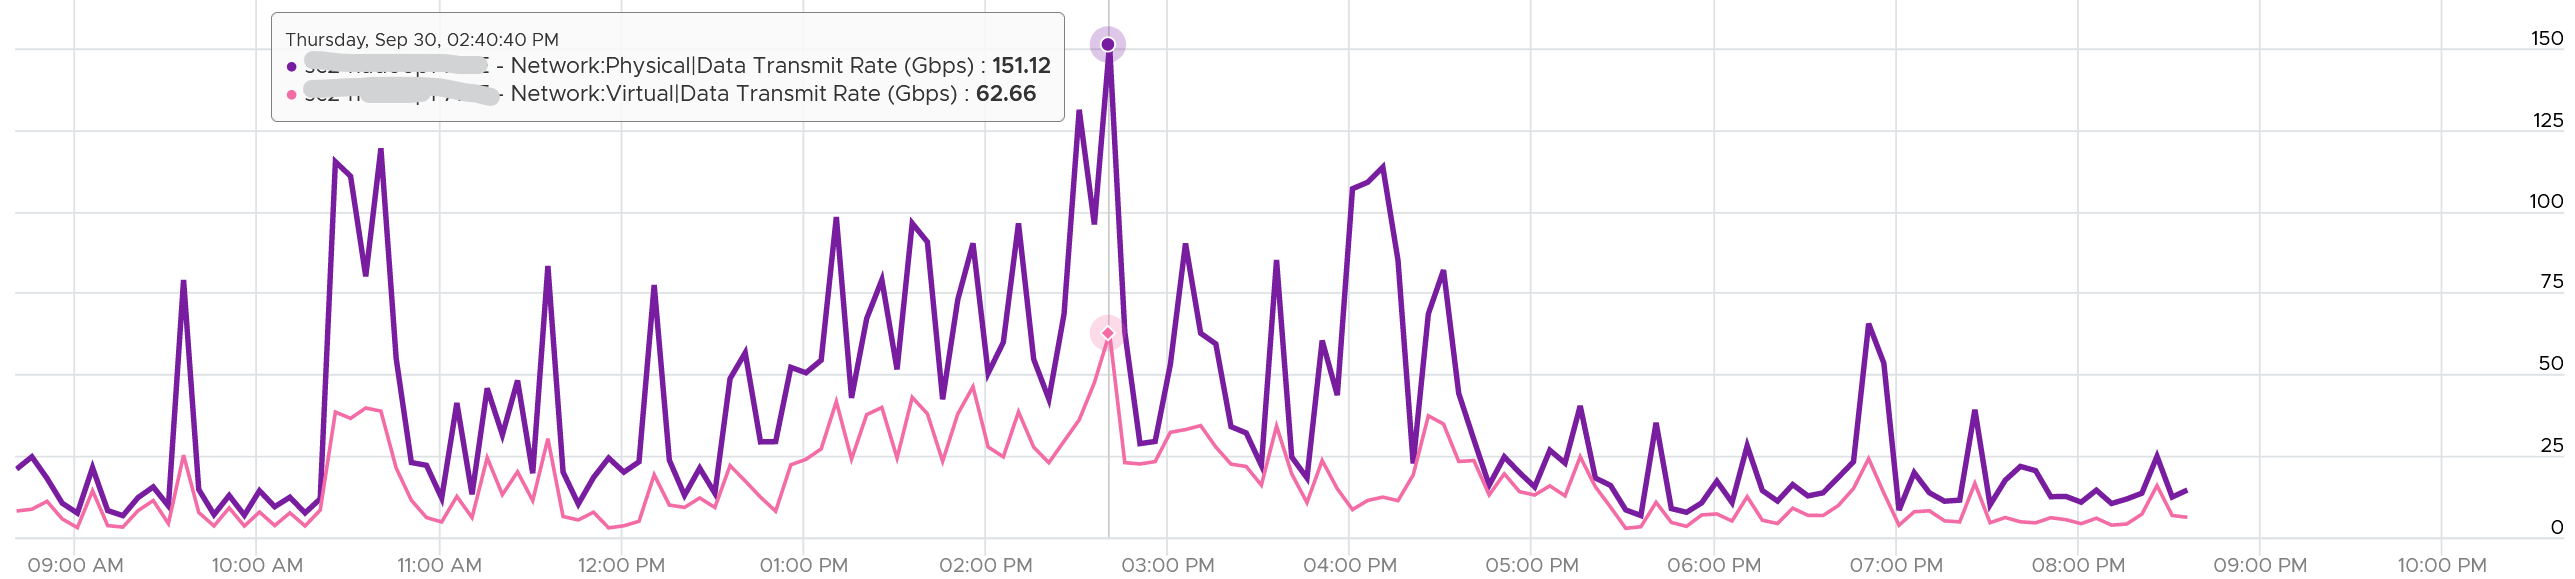 Thursday, Sep 30, 02:40:40 PM
- Network:Physical|Data Transmit Rate (Gbps) : 151.12
- Network:Virtual|Data Transmit Rate (Gbps) : 62.66
150
125
100
75
50
25
0
09:00 AM 10:00 AM 11:00 AM 12:00 PM 01:00 PM 02:00 PM 03:00 PM 04:00 PM 05:00 PM 06:00 PM 07:00 PM 08:00 PM 09:00 PM 10:00 PM